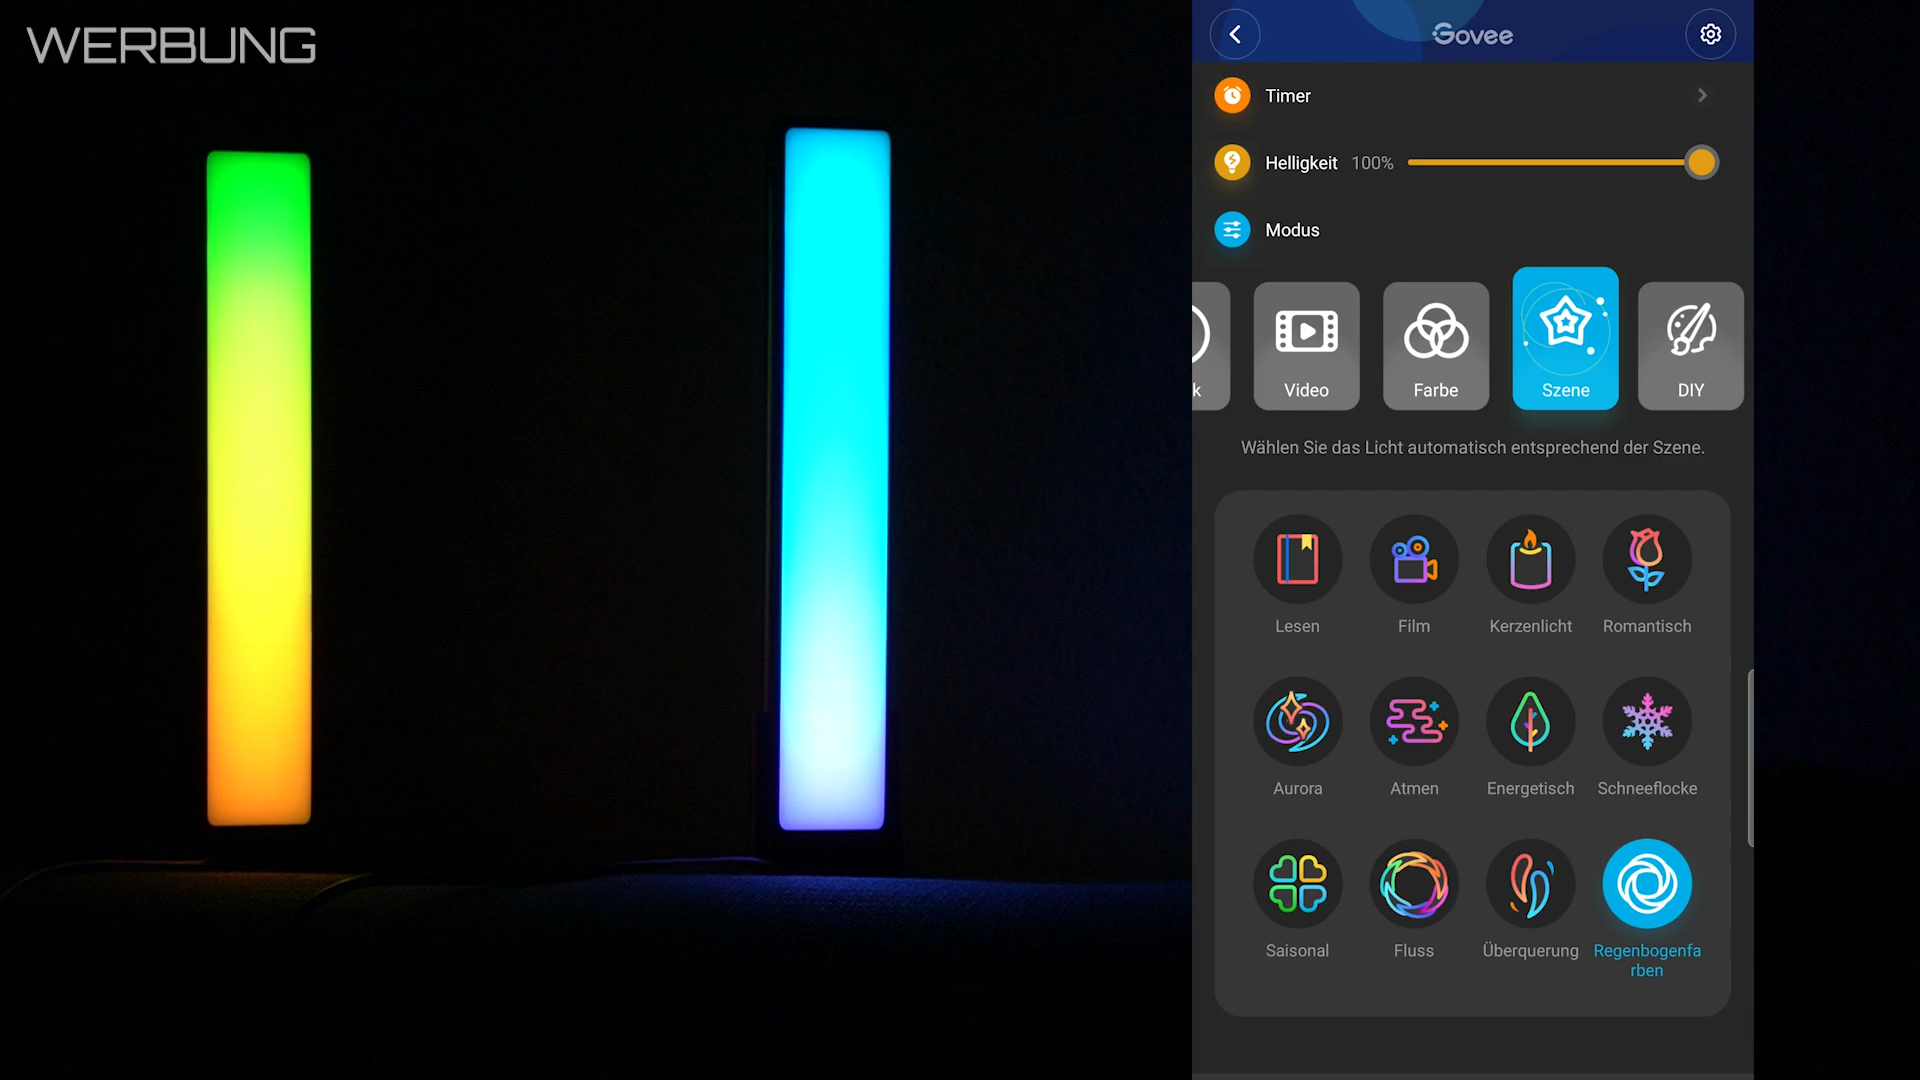 WERBUNG
Govee
Timer
Helligkeit 100%
Modus
k
Video
Farbe
Szene
DIY
Wählen Sie das Licht automatisch entsprechend der Szene.
Lesen
Film
Kerzenlicht
Romantisch
Aurora
Atmen
Energetisch
Schneeflocke
Saisonal
Fluss
Überquerung
Regenbogenfa
rben